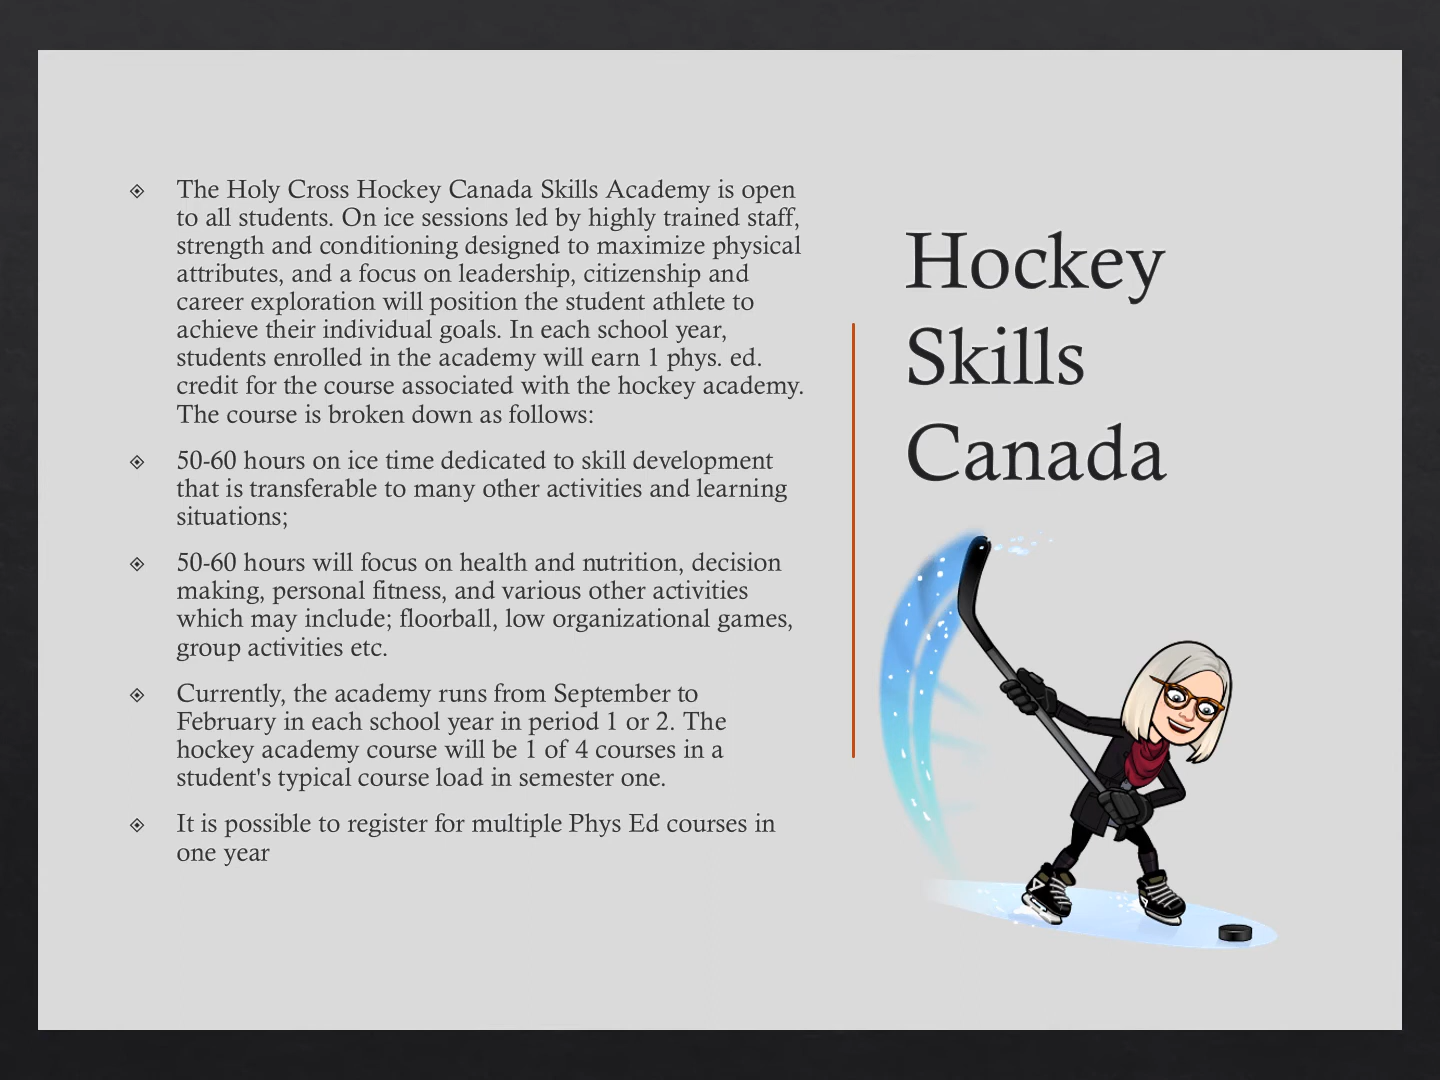 The Holy Cross Hockey Canada Skills Academy is open
to all students. On ice sessions led by highly trained staff,
strength and conditioning designed to maximize physical
attributes, and a focus on leadership, citizenship and
career exploration will position the student athlete to
achieve their individual goals. In each school year,
students enrolled in the academy will earn 1 phys. ed.
credit for the course associated with the hockey academy.
The course is broken down as follows:
50-60 hours on ice time dedicated to skill development
that is transferable to many other activities and learning
situations;
50-60 hours will focus on health and nutrition, decision
making, personal fitness, and various other activities
which may include; floorball, low organizational games,
group activities etc.
Currently, the academy runs from September to
February in each school year in period 1 or 2. The
hockey academy course will be 1 of 4 courses in a
student's typical course load in semester one.
It is possible to register for multiple Phys Ed courses in
one year
Hockey
Skills
Canada